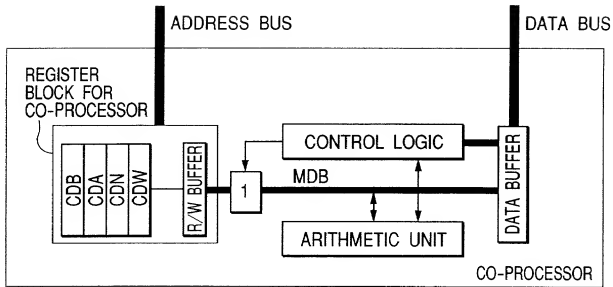 ADDRESS BUS
DATA BUS
REGISTER
BLOCK FOR
CO-PROCESSOR
CDB
CDA
CDN
CDW
R/W BUFFER
1
CONTROL LOGIC
MDB
ARITHMETIC UNIT
DATA BUFFER
CO-PROCESSOR